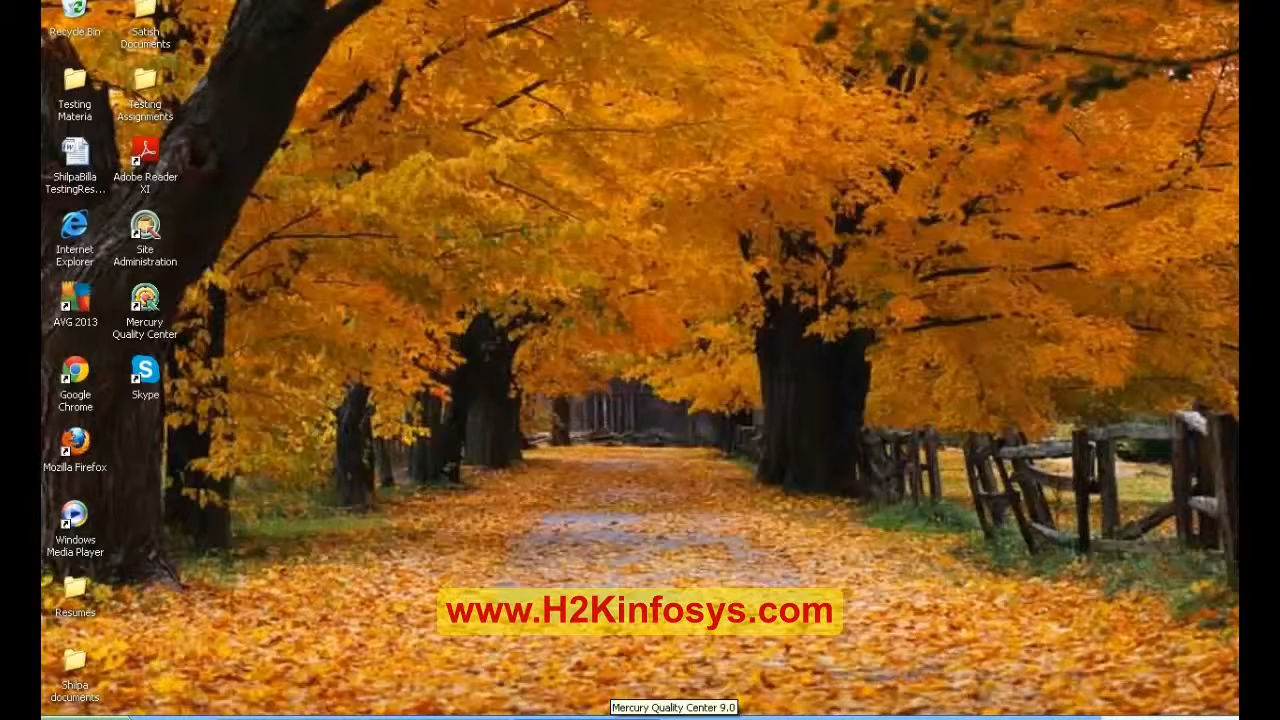 Recycle Bin
Satish
Documents
Testing
Materia
Testing
Assignments
ShilpaBilla
TestingRes...
Adobe Reader
XI
Internet
Explorer
Site
Administration
AVG 2013
Mercury
Quality Center
Google
Chrome
Skype
Mozilla Firefox
Windows
Media Player
Resumes
www.H2Kinfosys.com
Shilpa
documents
Mercury Quality Center 9.0